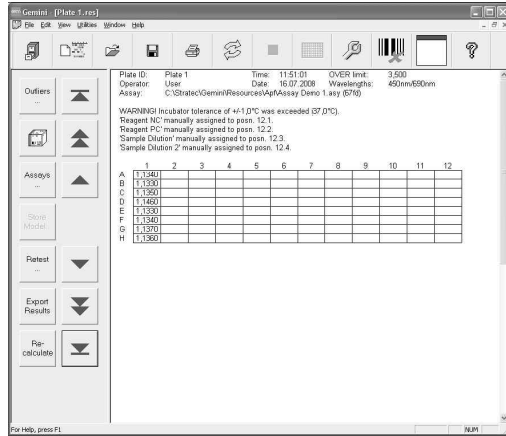 Gemini - [Plate 1.res]
File Edit View Utilities Window Help
Plate ID: Plate 1 Time: 11:51:01 OVER limit: 3,500
Operator: User Date: 16.07.2008 Wavelengths: 450nm/690nm
Assay: C:\Stratec\Gemini\Resources\Apf\Assay Demo 1.asy (67fd)
WARNING! Incubator tolerance of +/-1,0°C was exceeded (37,0°C).
'Reagent NC' manually assigned to posn. 12.1.
'Reagent PC' manually assigned to posn. 12.2.
'Sample Dilution' manually assigned to posn. 12.3.
'Sample Dilution 2' manually assigned to posn. 12.4.
1 2 3 4 5 6 7 8 9 10 11 12
A 1,1340
B 1,1330
C 1,1350
D 1,1460
E 1,1330
F 1,1340
G 1,1370
H 1,1360
Outliers
...
Assays
...
Store
Model...
Retest
...
Export
Results
Re-
calculate
For Help, press F1
NUM